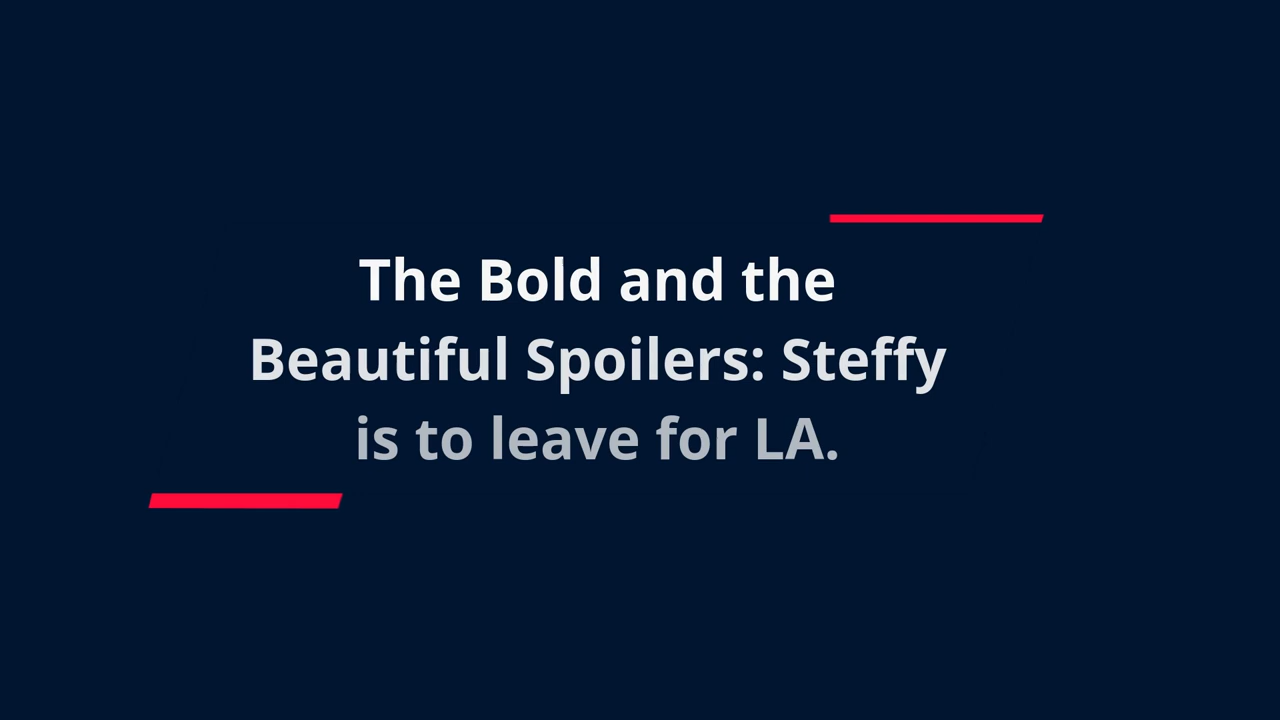 The Bold and the
Beautiful Spoilers: Steffy
is to leave for LA.